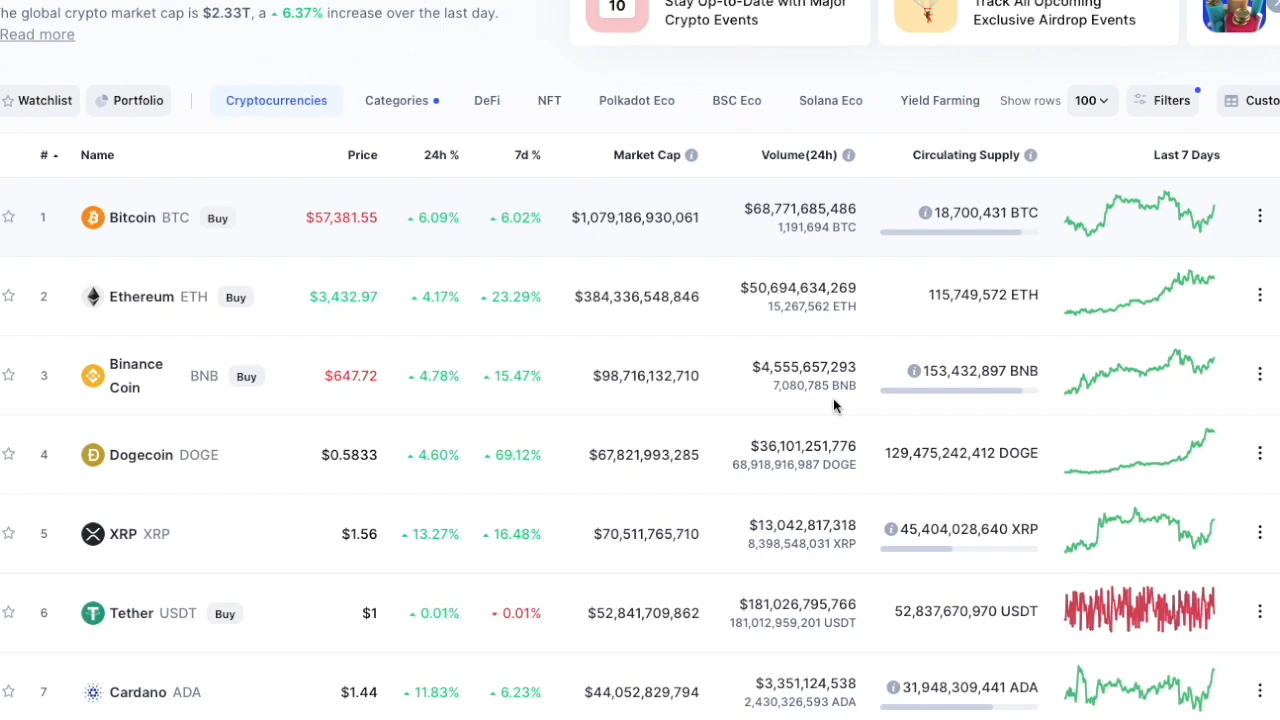 he global crypto market cap is $2.33T, a 6.37% increase over the last day.
Read more
10
Stay Up-to-Date with Major
Crypto Events
Track All Upcoming
Exclusive Airdrop Events
Watchlist Portfolio Cryptocurrencies Categories DeFi NFT Polkadot Eco BSC Eco Solana Eco Yield Farming Show rows 100 Filters Custo
# Name Price 24h % 7d % Market Cap Volume(24h) Circulating Supply Last 7 Days
1 Bitcoin BTC Buy $57,381.55 6.09% 6.02% $1,079,186,930,061 $68,771,685,486 18,700,431 BTC
1,191,694 BTC
2 Ethereum ETH Buy $3,432.97 4.17% 23.29% $384,336,548,846 $50,694,634,269 115,749,572 ETH
15,267,562 ETH
3 Binance Coin BNB Buy $647.72 4.78% 15.47% $98,716,132,710 $4,555,657,293 153,432,897 BNB
7,080,785 BNB
4 Dogecoin DOGE $0.5833 4.60% 69.12% $67,821,993,285 $36,101,251,776 129,475,242,412 DOGE
68,918,916,987 DOGE
5 XRP XRP $1.56 13.27% 16.48% $70,511,765,710 $13,042,817,318 45,404,028,640 XRP
8,398,548,031 XRP
6 Tether USDT Buy $1 0.01% 0.01% $52,841,709,862 $181,026,795,766 52,837,670,970 USDT
181,012,959,201 USDT
7 Cardano ADA $1.44 11.83% 6.23% $44,052,829,794 $3,351,124,538 31,948,309,441 ADA
2,430,326,593 ADA